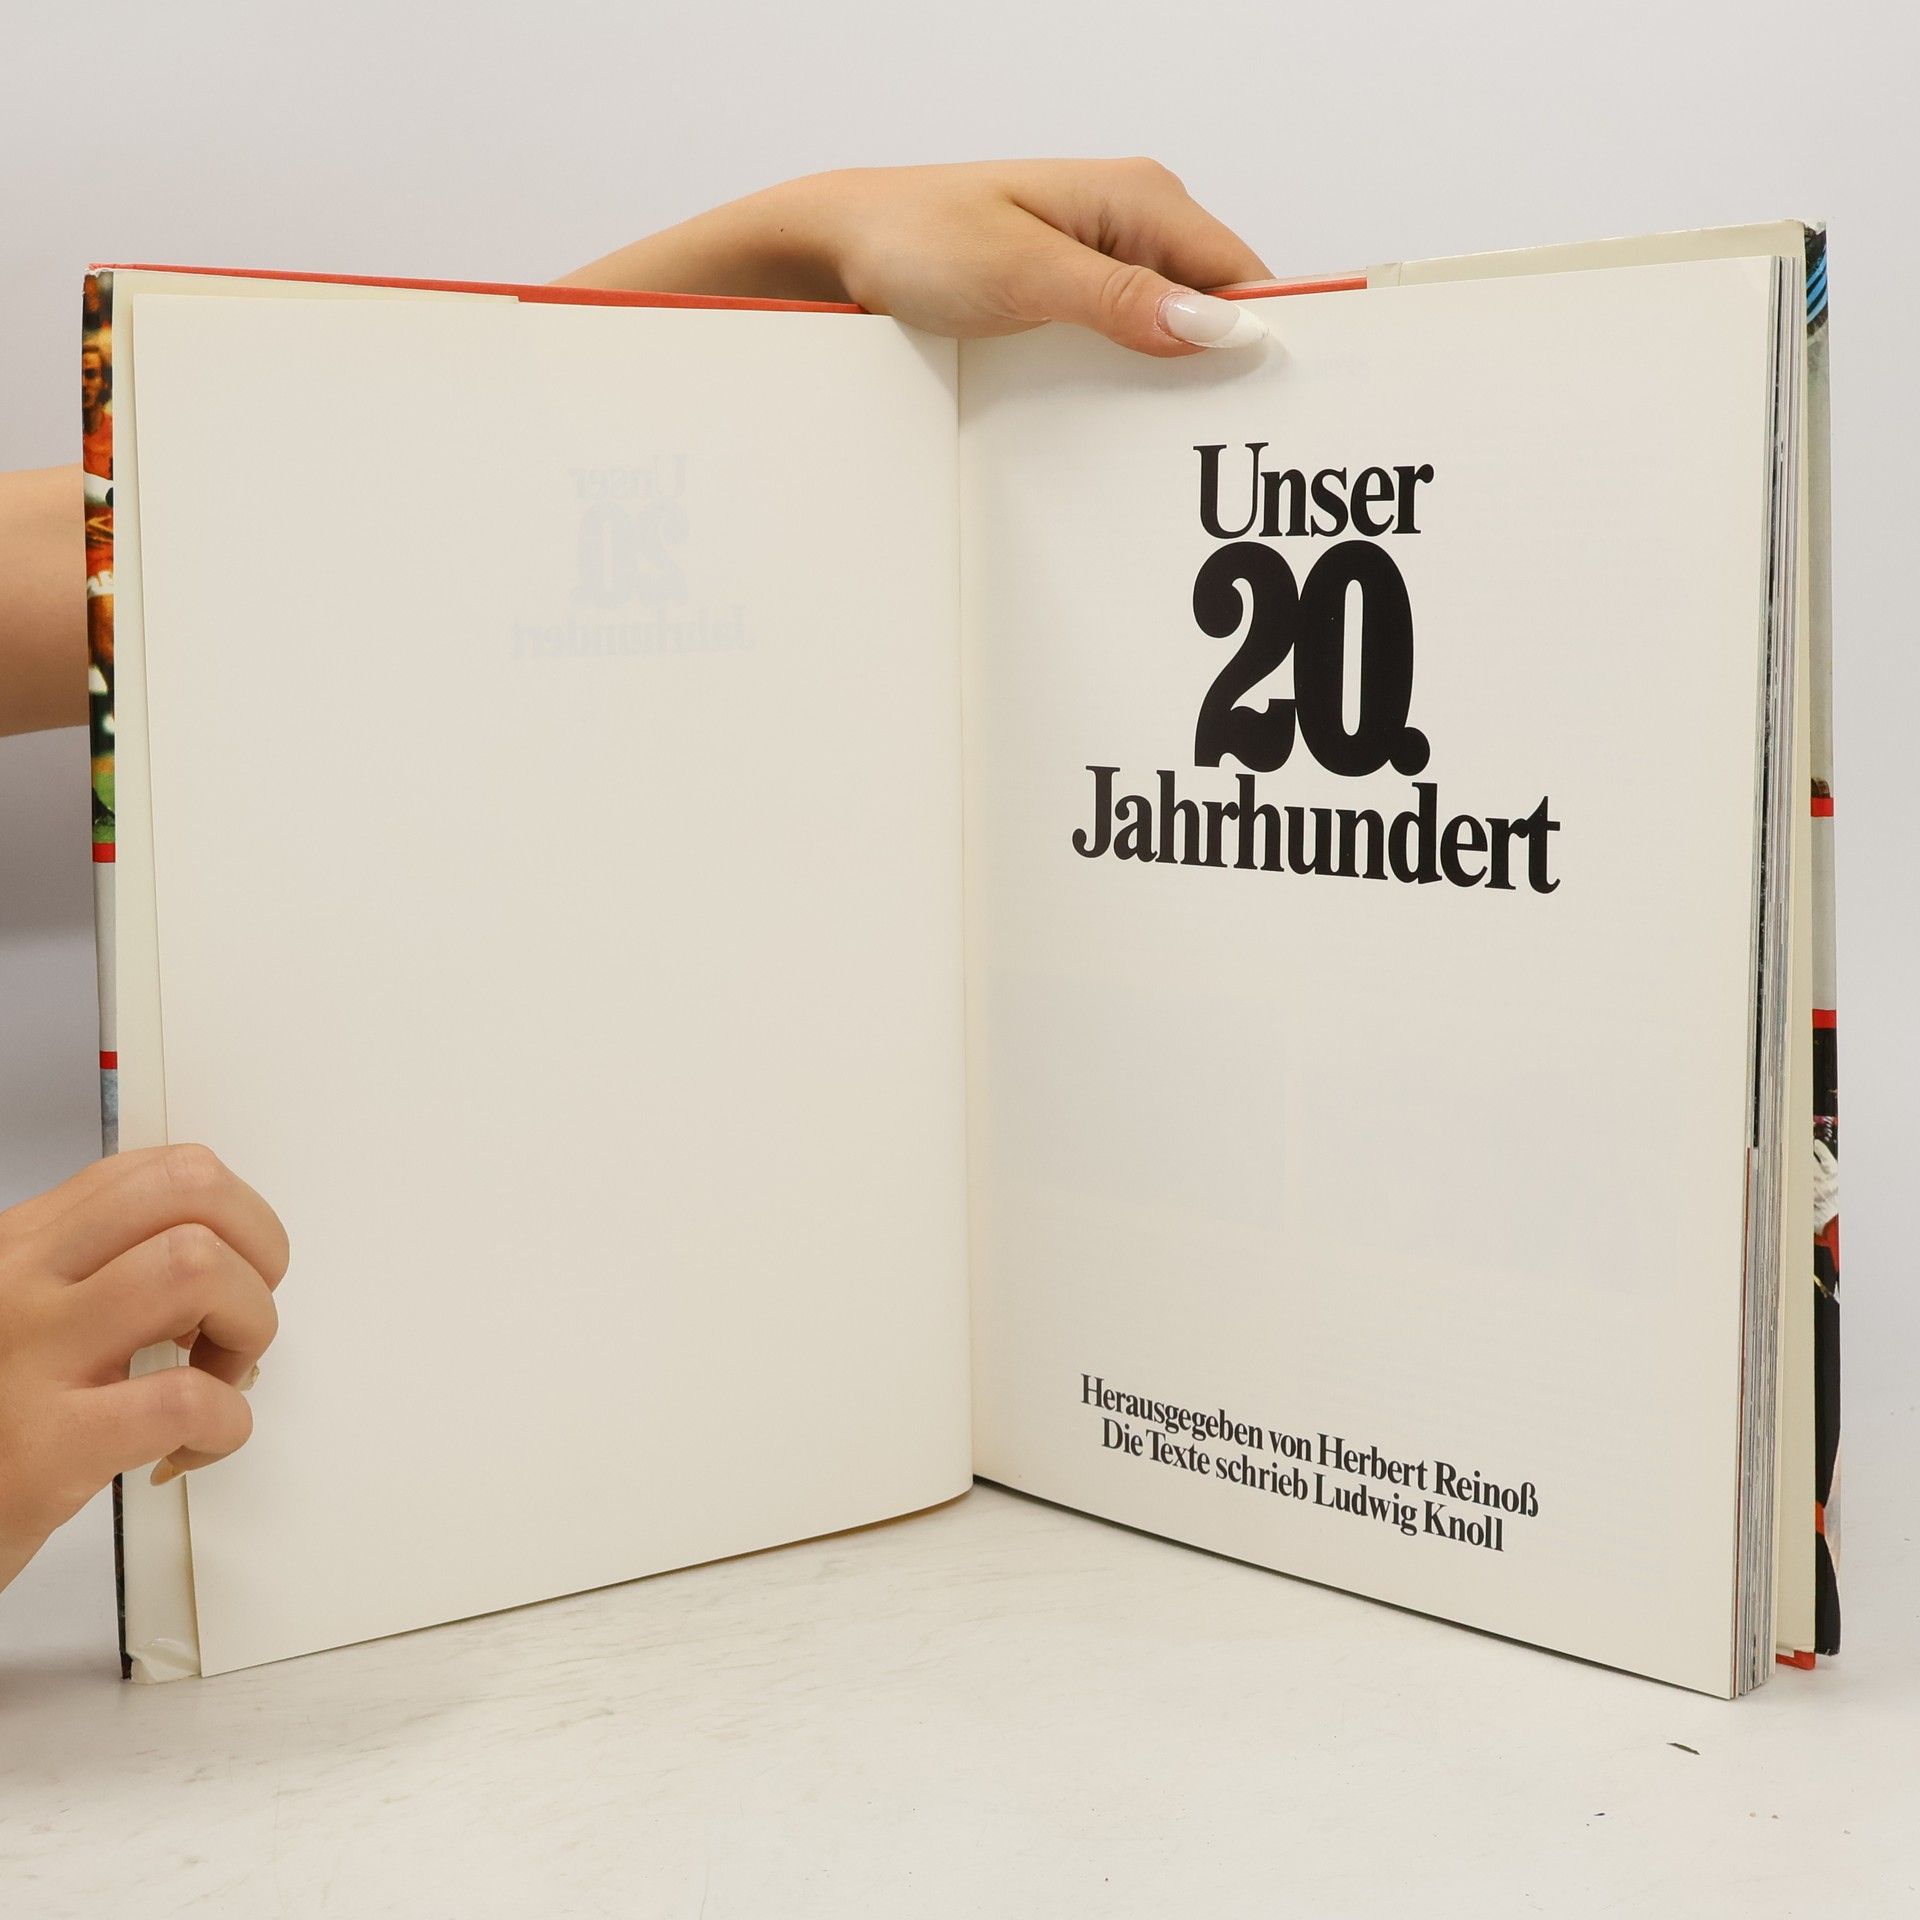 Unser
20.
Jahrhundert
Herausgegeben von Herbert Reinoß
Die Texte schrieb Ludwig Knoll